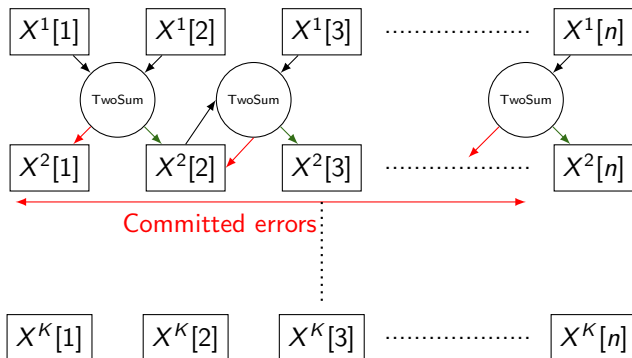 X¹[1] X¹[2] X¹[3] X¹[n]
TwoSum TwoSum TwoSum
X²[1] X²[2] X²[3] X²[n]
Committed errors
Xᴷ[1] Xᴷ[2] Xᴷ[3] Xᴷ[n]